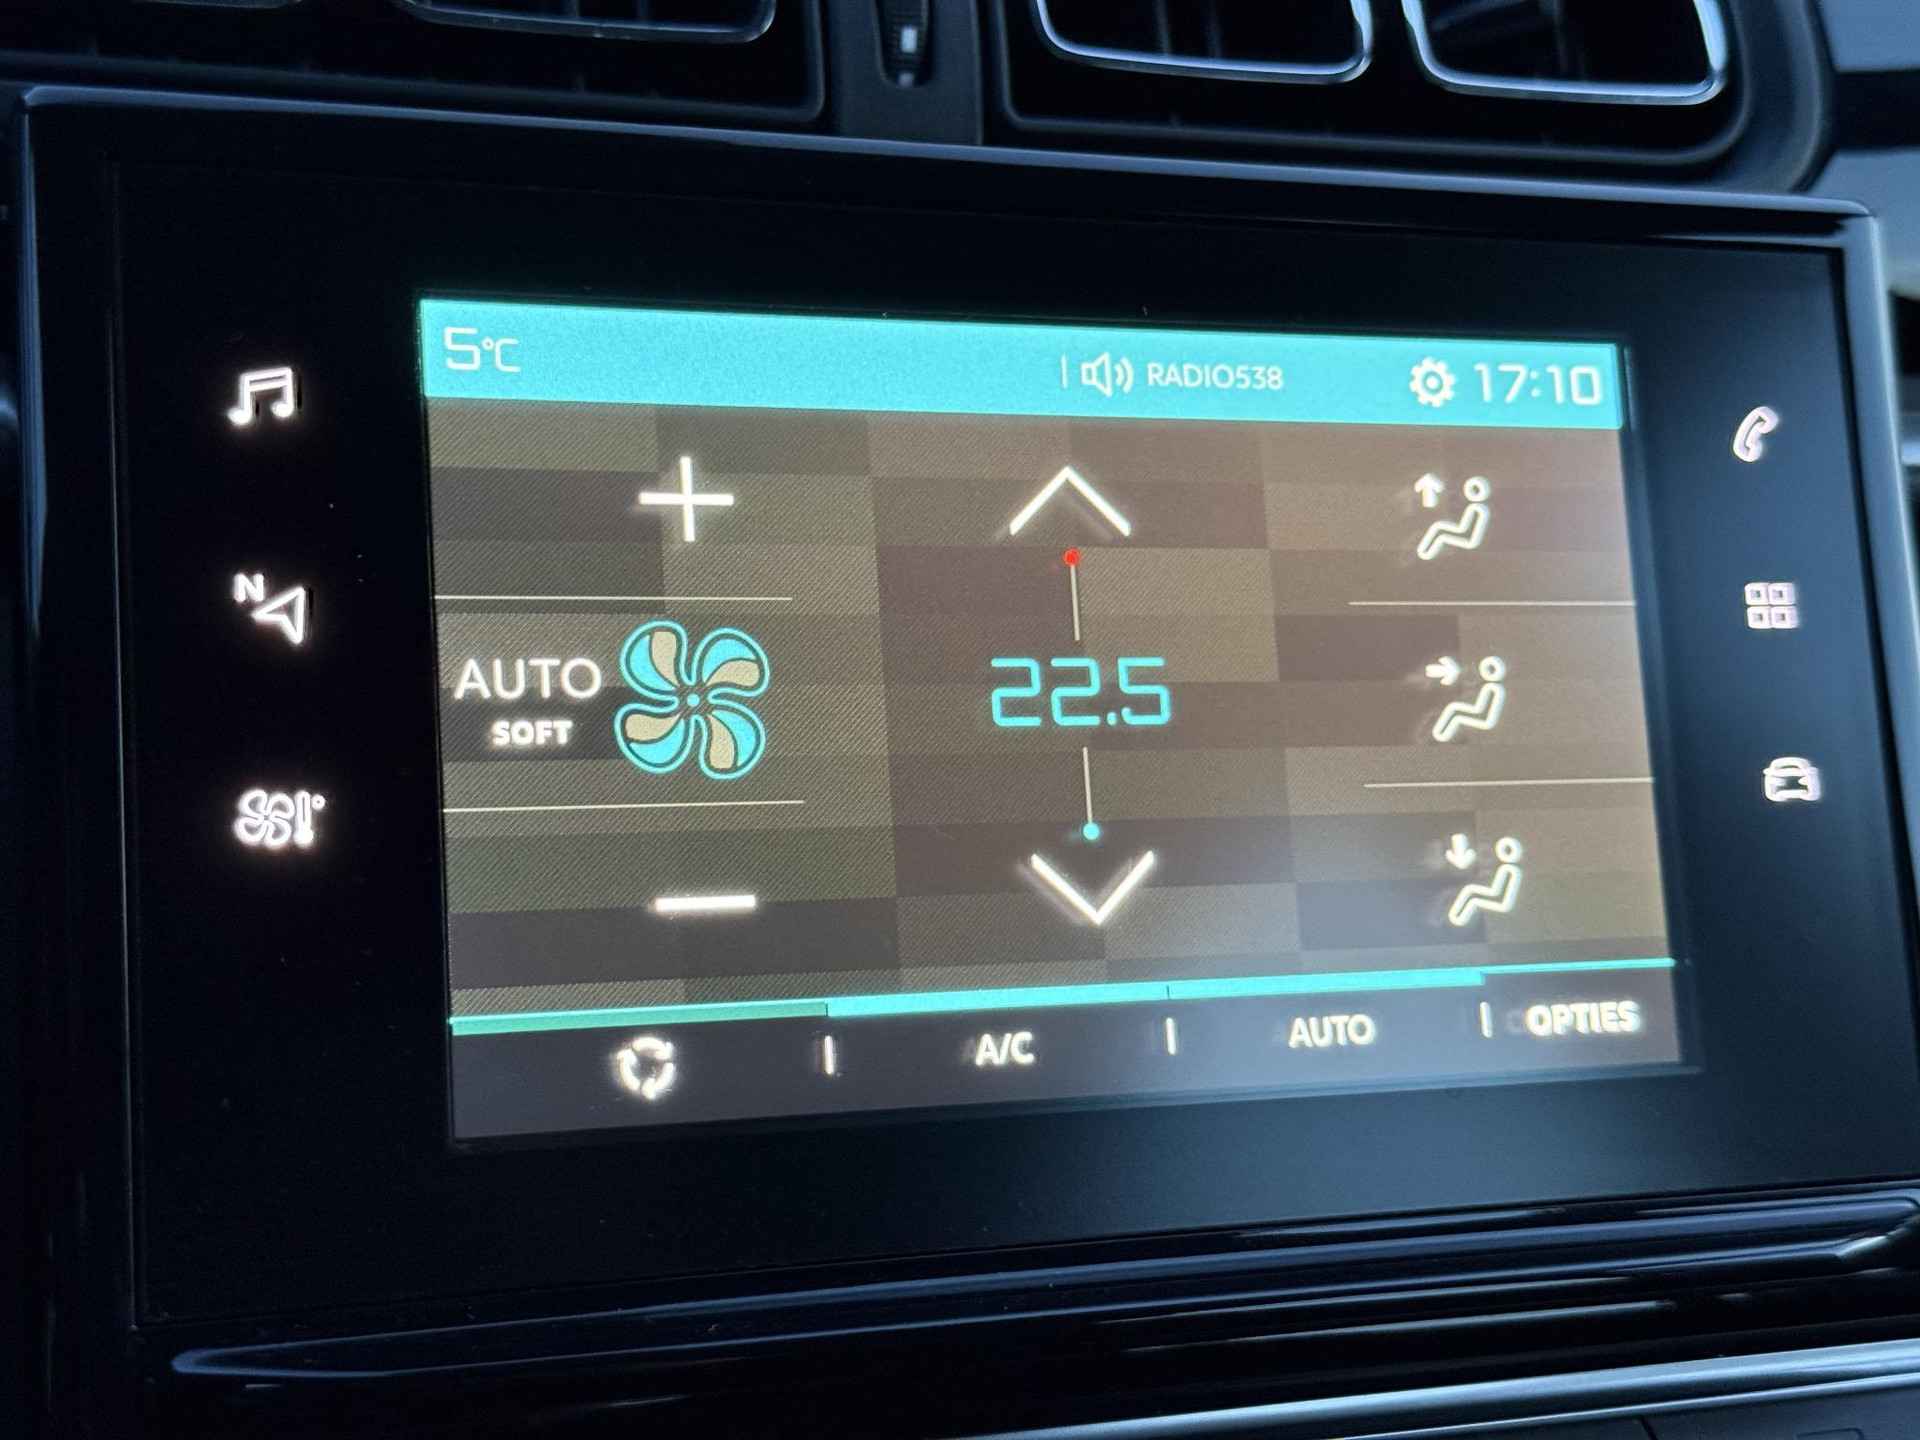 5°C
RADIO538
17:10
N
AUTO
SOFT
22.5
A/C
AUTO
OPTIES